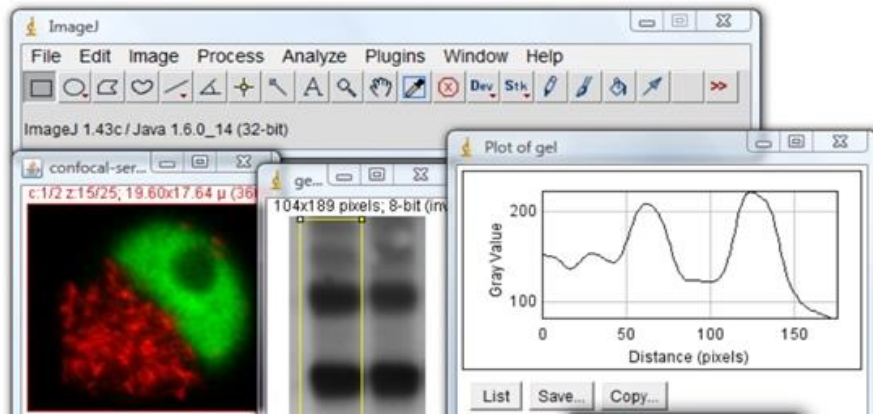 ImageJ
File Edit Image Process Analyze Plugins Window Help
Dev Stk >>
ImageJ 1.43c / Java 1.6.0_14 (32-bit)
confocal-ser...
c:1/2 z:15/25; 19.60x17.64 µ (36
ge...
104x189 pixels; 8-bit (inv
Plot of gel
200
100
Gray Value
0 50 100 150
Distance (pixels)
List Save... Copy...